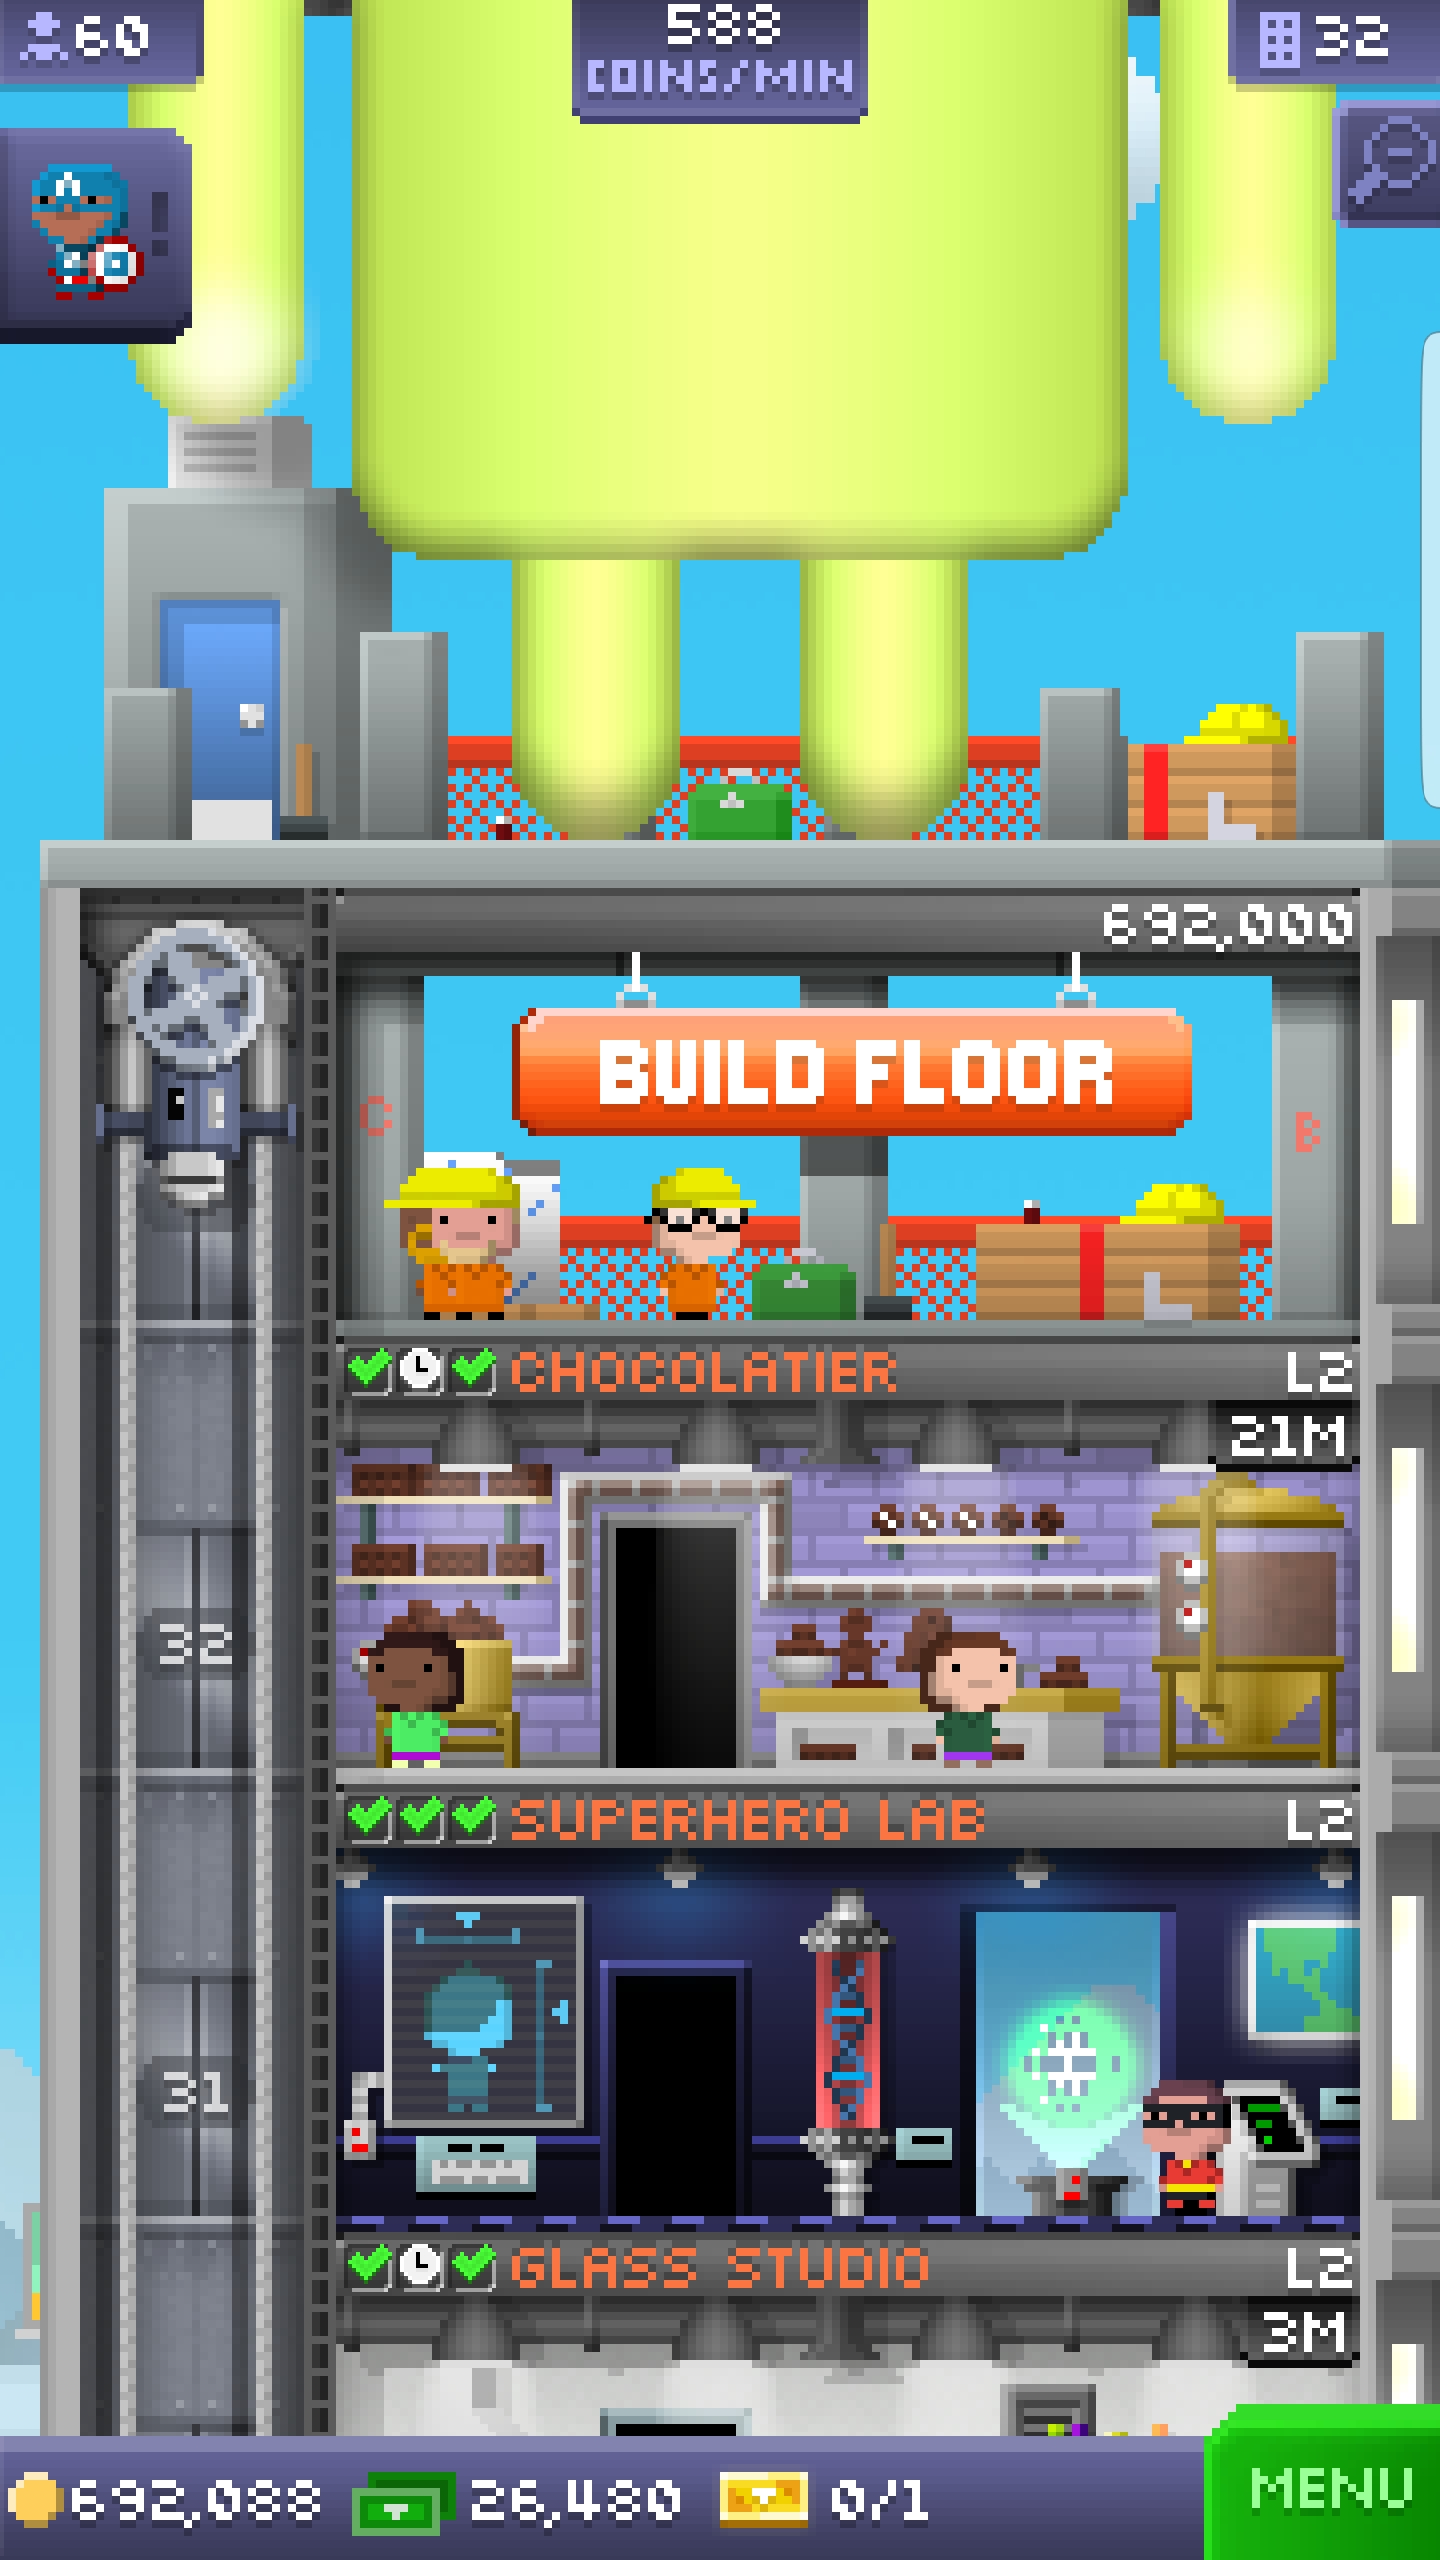 60
588
COINS/MIN
32
!
692,000
BUILD FLOOR
C
B
CHOCOLATIER L2
21M
32
SUPERHERO LAB L2
31
GLASS STUDIO L2
3M
692,088 26,480 0/1 MENU